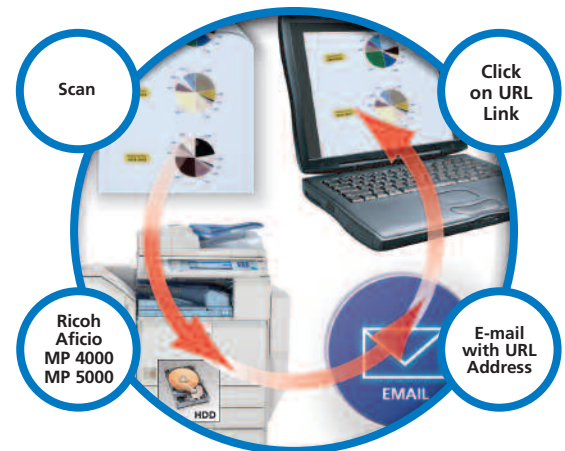 Scan
Click
on URL
Link
Ricoh
Aficio
MP 4000
MP 5000
HDD
EMAIL
E-mail
with URL
Address